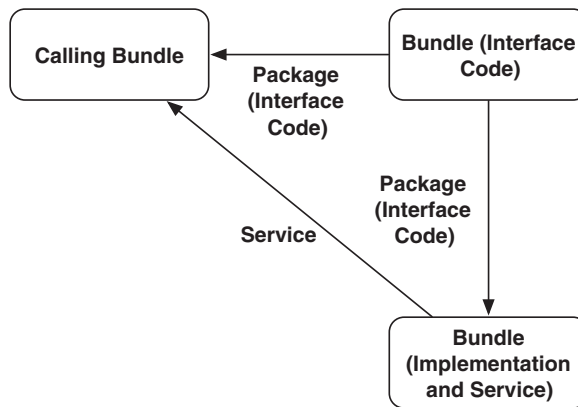 Calling Bundle
Bundle (Interface
Code)
Package
(Interface
Code)
Package
(Interface
Code)
Service
Bundle
(Implementation
and Service)